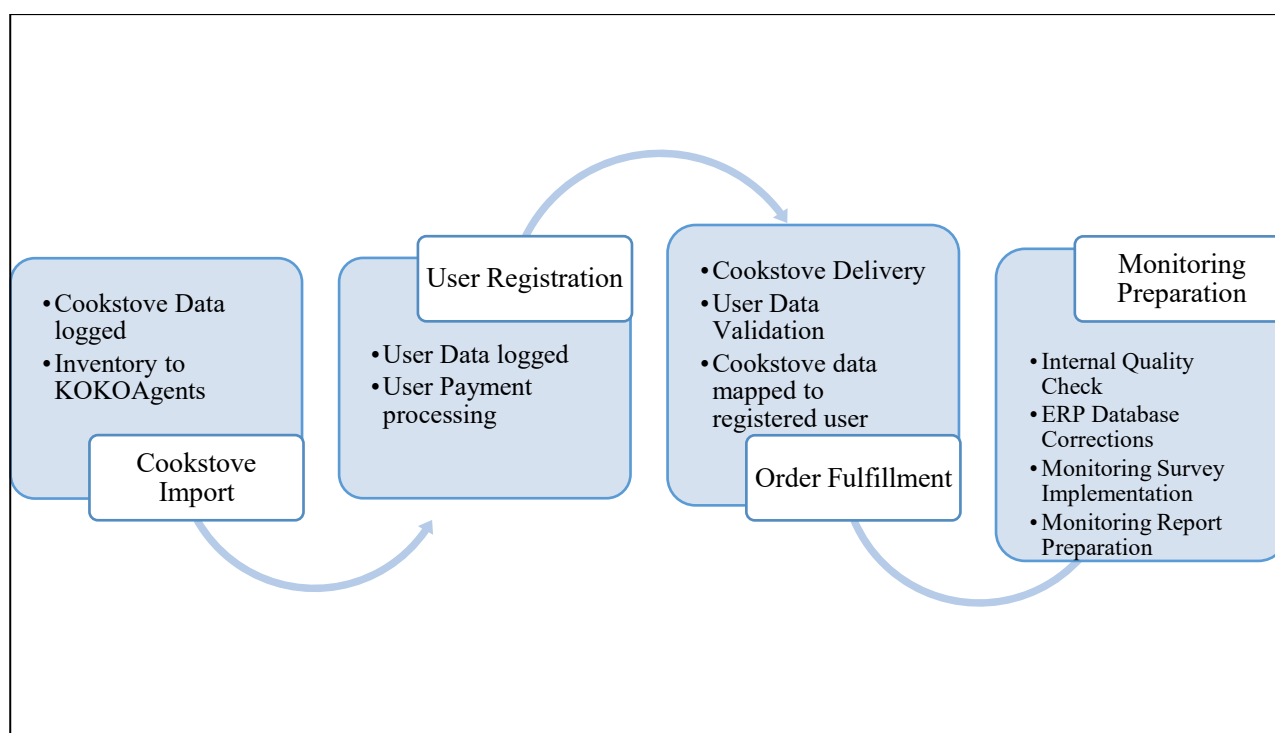 •Cookstove Data
logged
•Inventory to
KOKOAgents
Cookstove
Import
User Registration
•User Data logged
•User Payment
processing
•Cookstove Delivery
•User Data
Validation
•Cookstove data
mapped to
registered user
Order Fulfillment
Monitoring
Preparation
•Internal Quality
Check
•ERP Database
Corrections
•Monitoring Survey
Implementation
•Monitoring Report
Preparation